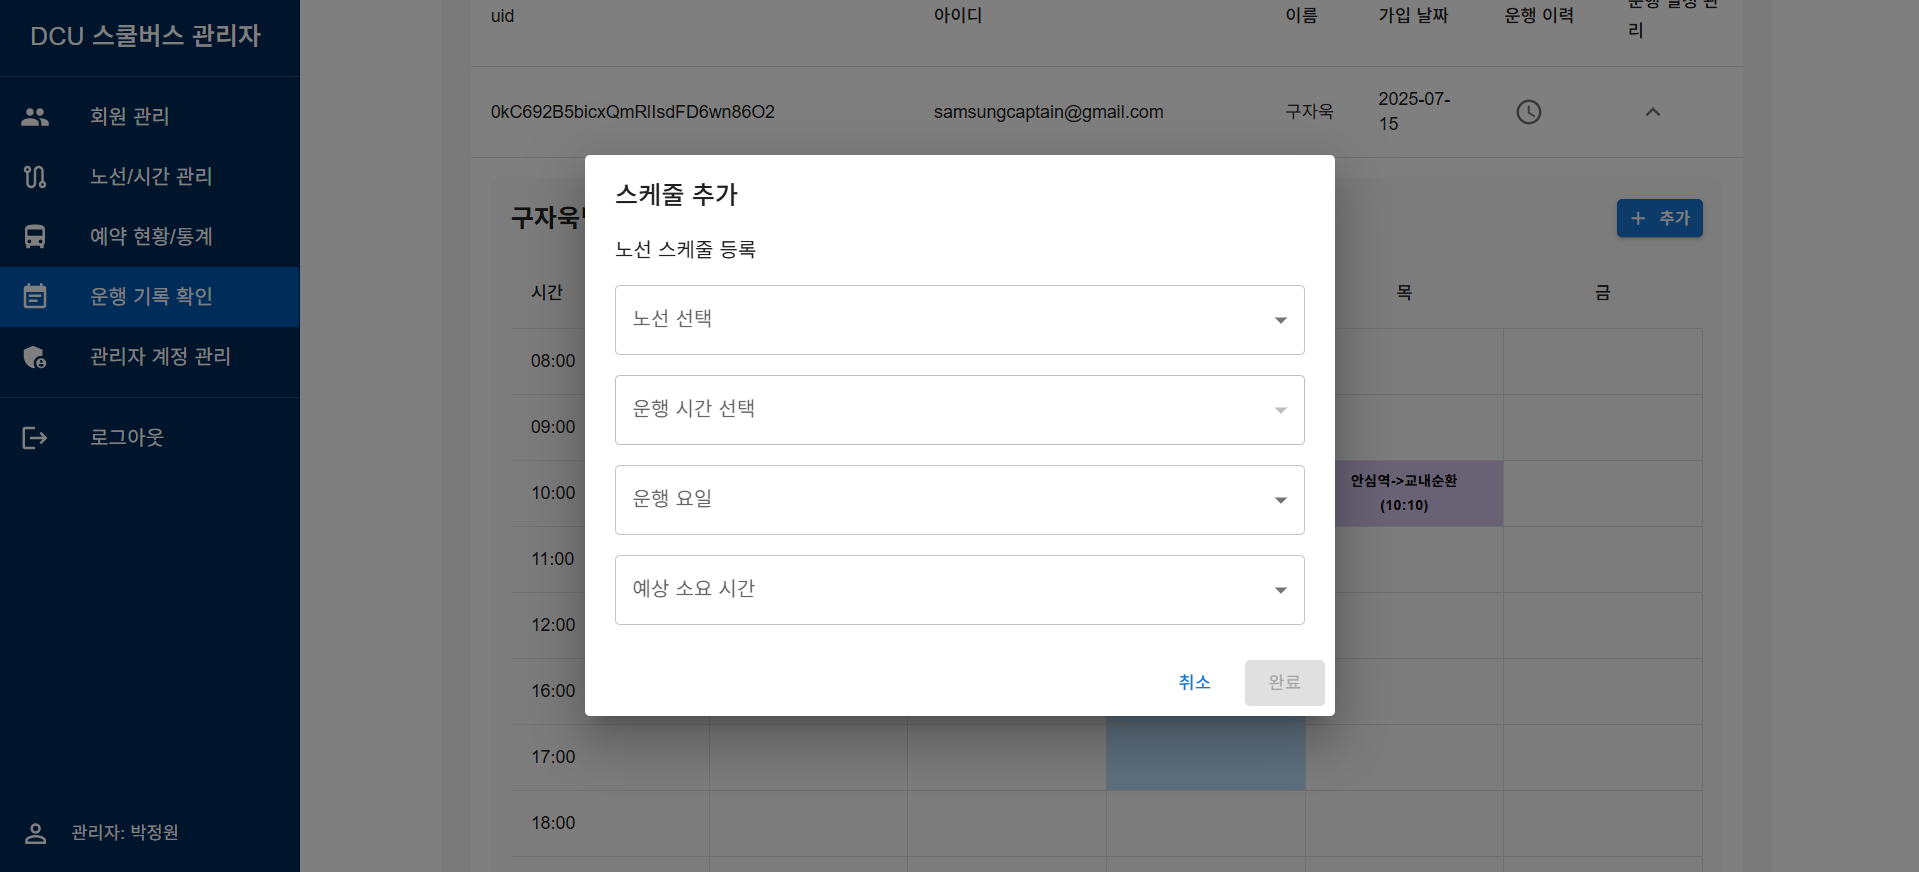 DCU 스쿨버스 관리자
회원 관리
노선/시간 관리
예약 현황/통계
운행 기록 확인
관리자 계정 관리
로그아웃
관리자: 박정원
uid
아이디
이름
가입 날짜
운행 이력
운행 일정 관
리
0kC692B5bicxQmRlIsdFD6wn86O2
samsungcaptain@gmail.com
구자욱
2025-07-
15
구자욱
추가
시간
목
금
08:00
09:00
10:00
안심역->교내순환
(10:10)
11:00
12:00
16:00
17:00
18:00
스케줄 추가
노선 스케줄 등록
노선 선택
운행 시간 선택
운행 요일
예상 소요 시간
취소
완료